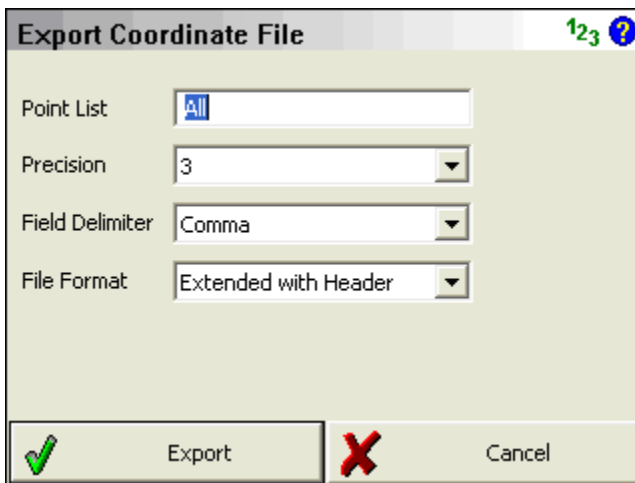 Export Coordinate File 123 ?
Point List All
Precision 3
Field Delimiter Comma
File Format Extended with Header
Export Cancel